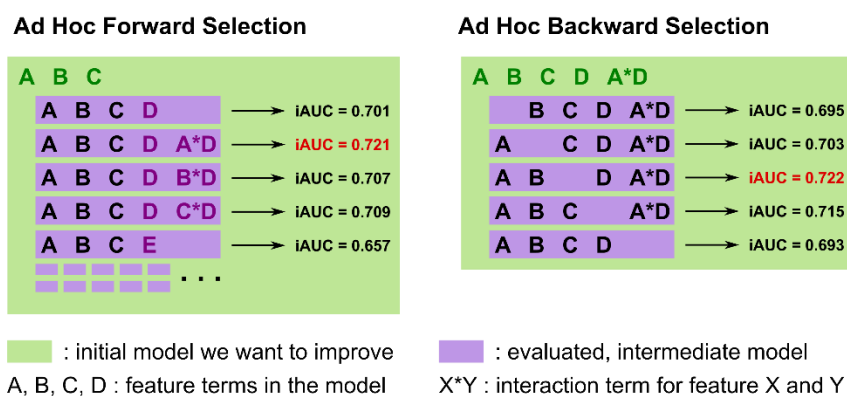 Ad Hoc Forward Selection
A B C
A B C D iAUC = 0.701
A B C D A*D iAUC = 0.721
A B C D B*D iAUC = 0.707
A B C D C*D iAUC = 0.709
A B C E iAUC = 0.657
...
Ad Hoc Backward Selection
A B C D A*D
B C D A*D iAUC = 0.695
A C D A*D iAUC = 0.703
A B D A*D iAUC = 0.722
A B C A*D iAUC = 0.715
A B C D iAUC = 0.693
: initial model we want to improve
: evaluated, intermediate model
A, B, C, D : feature terms in the model
X*Y : interaction term for feature X and Y